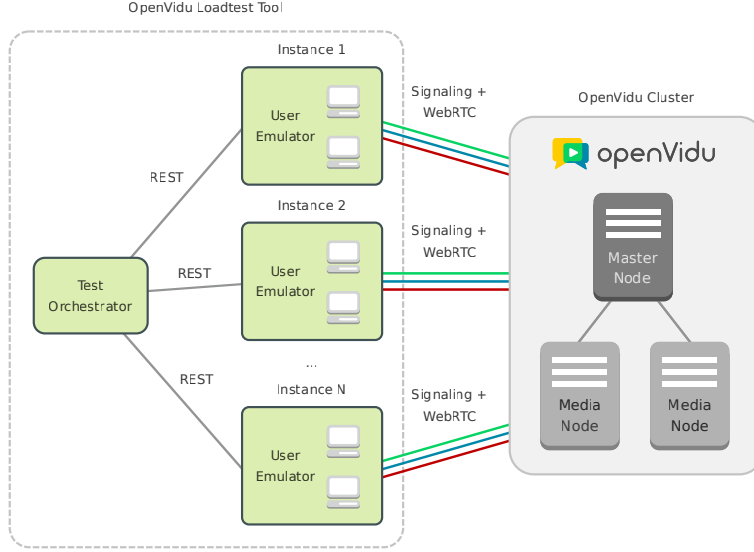 OpenVidu Loadtest Tool
Instance 1
User
Emulator
Signaling +
WebRTC
OpenVidu Cluster
openVidu
REST
Instance 2
User
Emulator
Signaling +
WebRTC
Master
Node
REST
Test
Orchestrator
...
REST
Instance N
User
Emulator
Signaling +
WebRTC
Media
Node
Media
Node